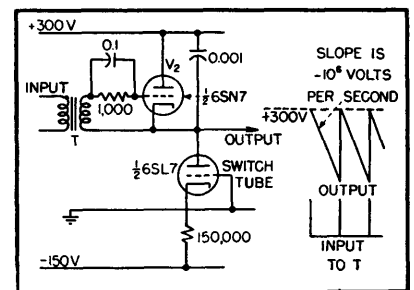 +300 V
0.1
V2
0.001
INPUT
1,000
½6SN7
T
OUTPUT
½6SL7
SWITCH
TUBE
150,000
-150V
SLOPE IS
-10⁶ VOLTS
PER SECOND
+300V
OUTPUT
INPUT
TO T